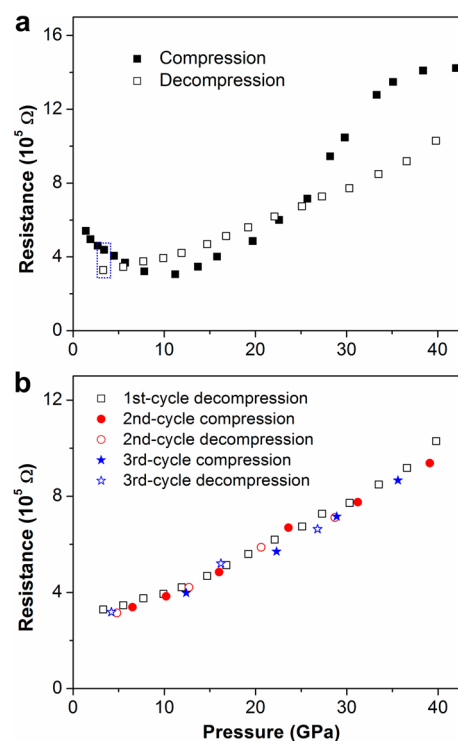 a
16
12
8
4
0
Resistance (10⁵ Ω)
Compression
Decompression
0 10 20 30 40
b
12
8
4
0
Resistance (10⁵ Ω)
1st-cycle decompression
2nd-cycle compression
2nd-cycle decompression
3rd-cycle compression
3rd-cycle decompression
0 10 20 30 40
Pressure (GPa)